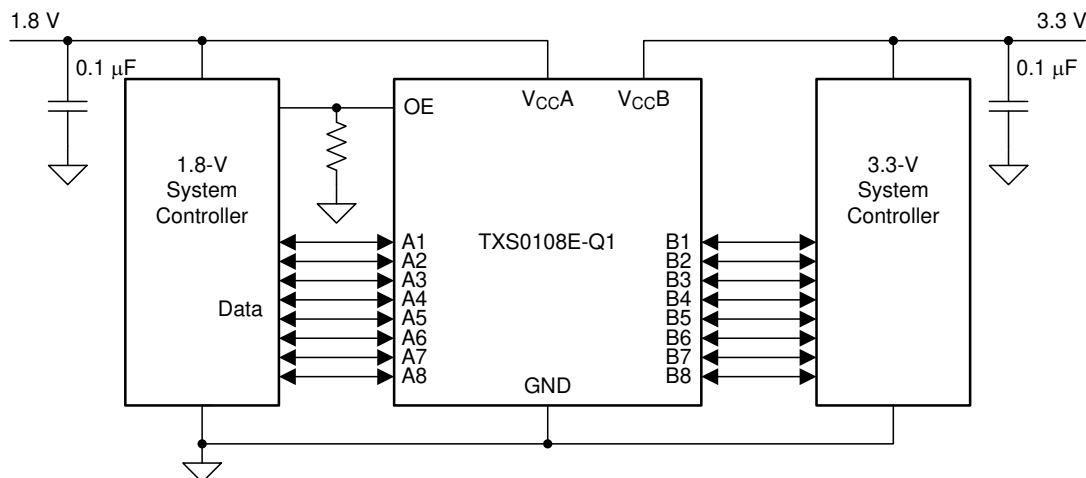 1.8 V
3.3 V
0.1 μF
0.1 μF
OE
VCCA
VCCB
1.8-V
System
Controller
3.3-V
System
Controller
TXS0108E-Q1
A1
B1
A2
B2
A3
B3
Data
A4
B4
A5
B5
A6
B6
A7
B7
A8
B8
GND